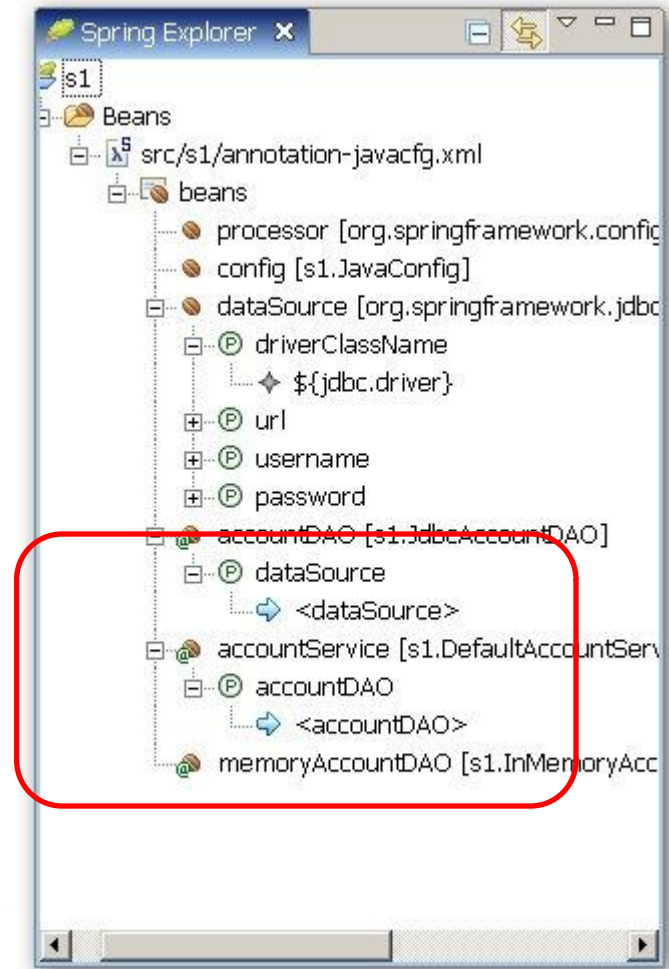 Spring Explorer
s1
Beans
src/s1/annotation-javacfg.xml
beans
processor [org.springframework.config
config [s1.JavaConfig]
dataSource [org.springframework.jdbc
driverClassName
${jdbc.driver}
url
username
password
accountDAO [s1.JdbcAccountDAO]
dataSource
<dataSource>
accountService [s1.DefaultAccountServ
accountDAO
<accountDAO>
memoryAccountDAO [s1.InMemoryAcc